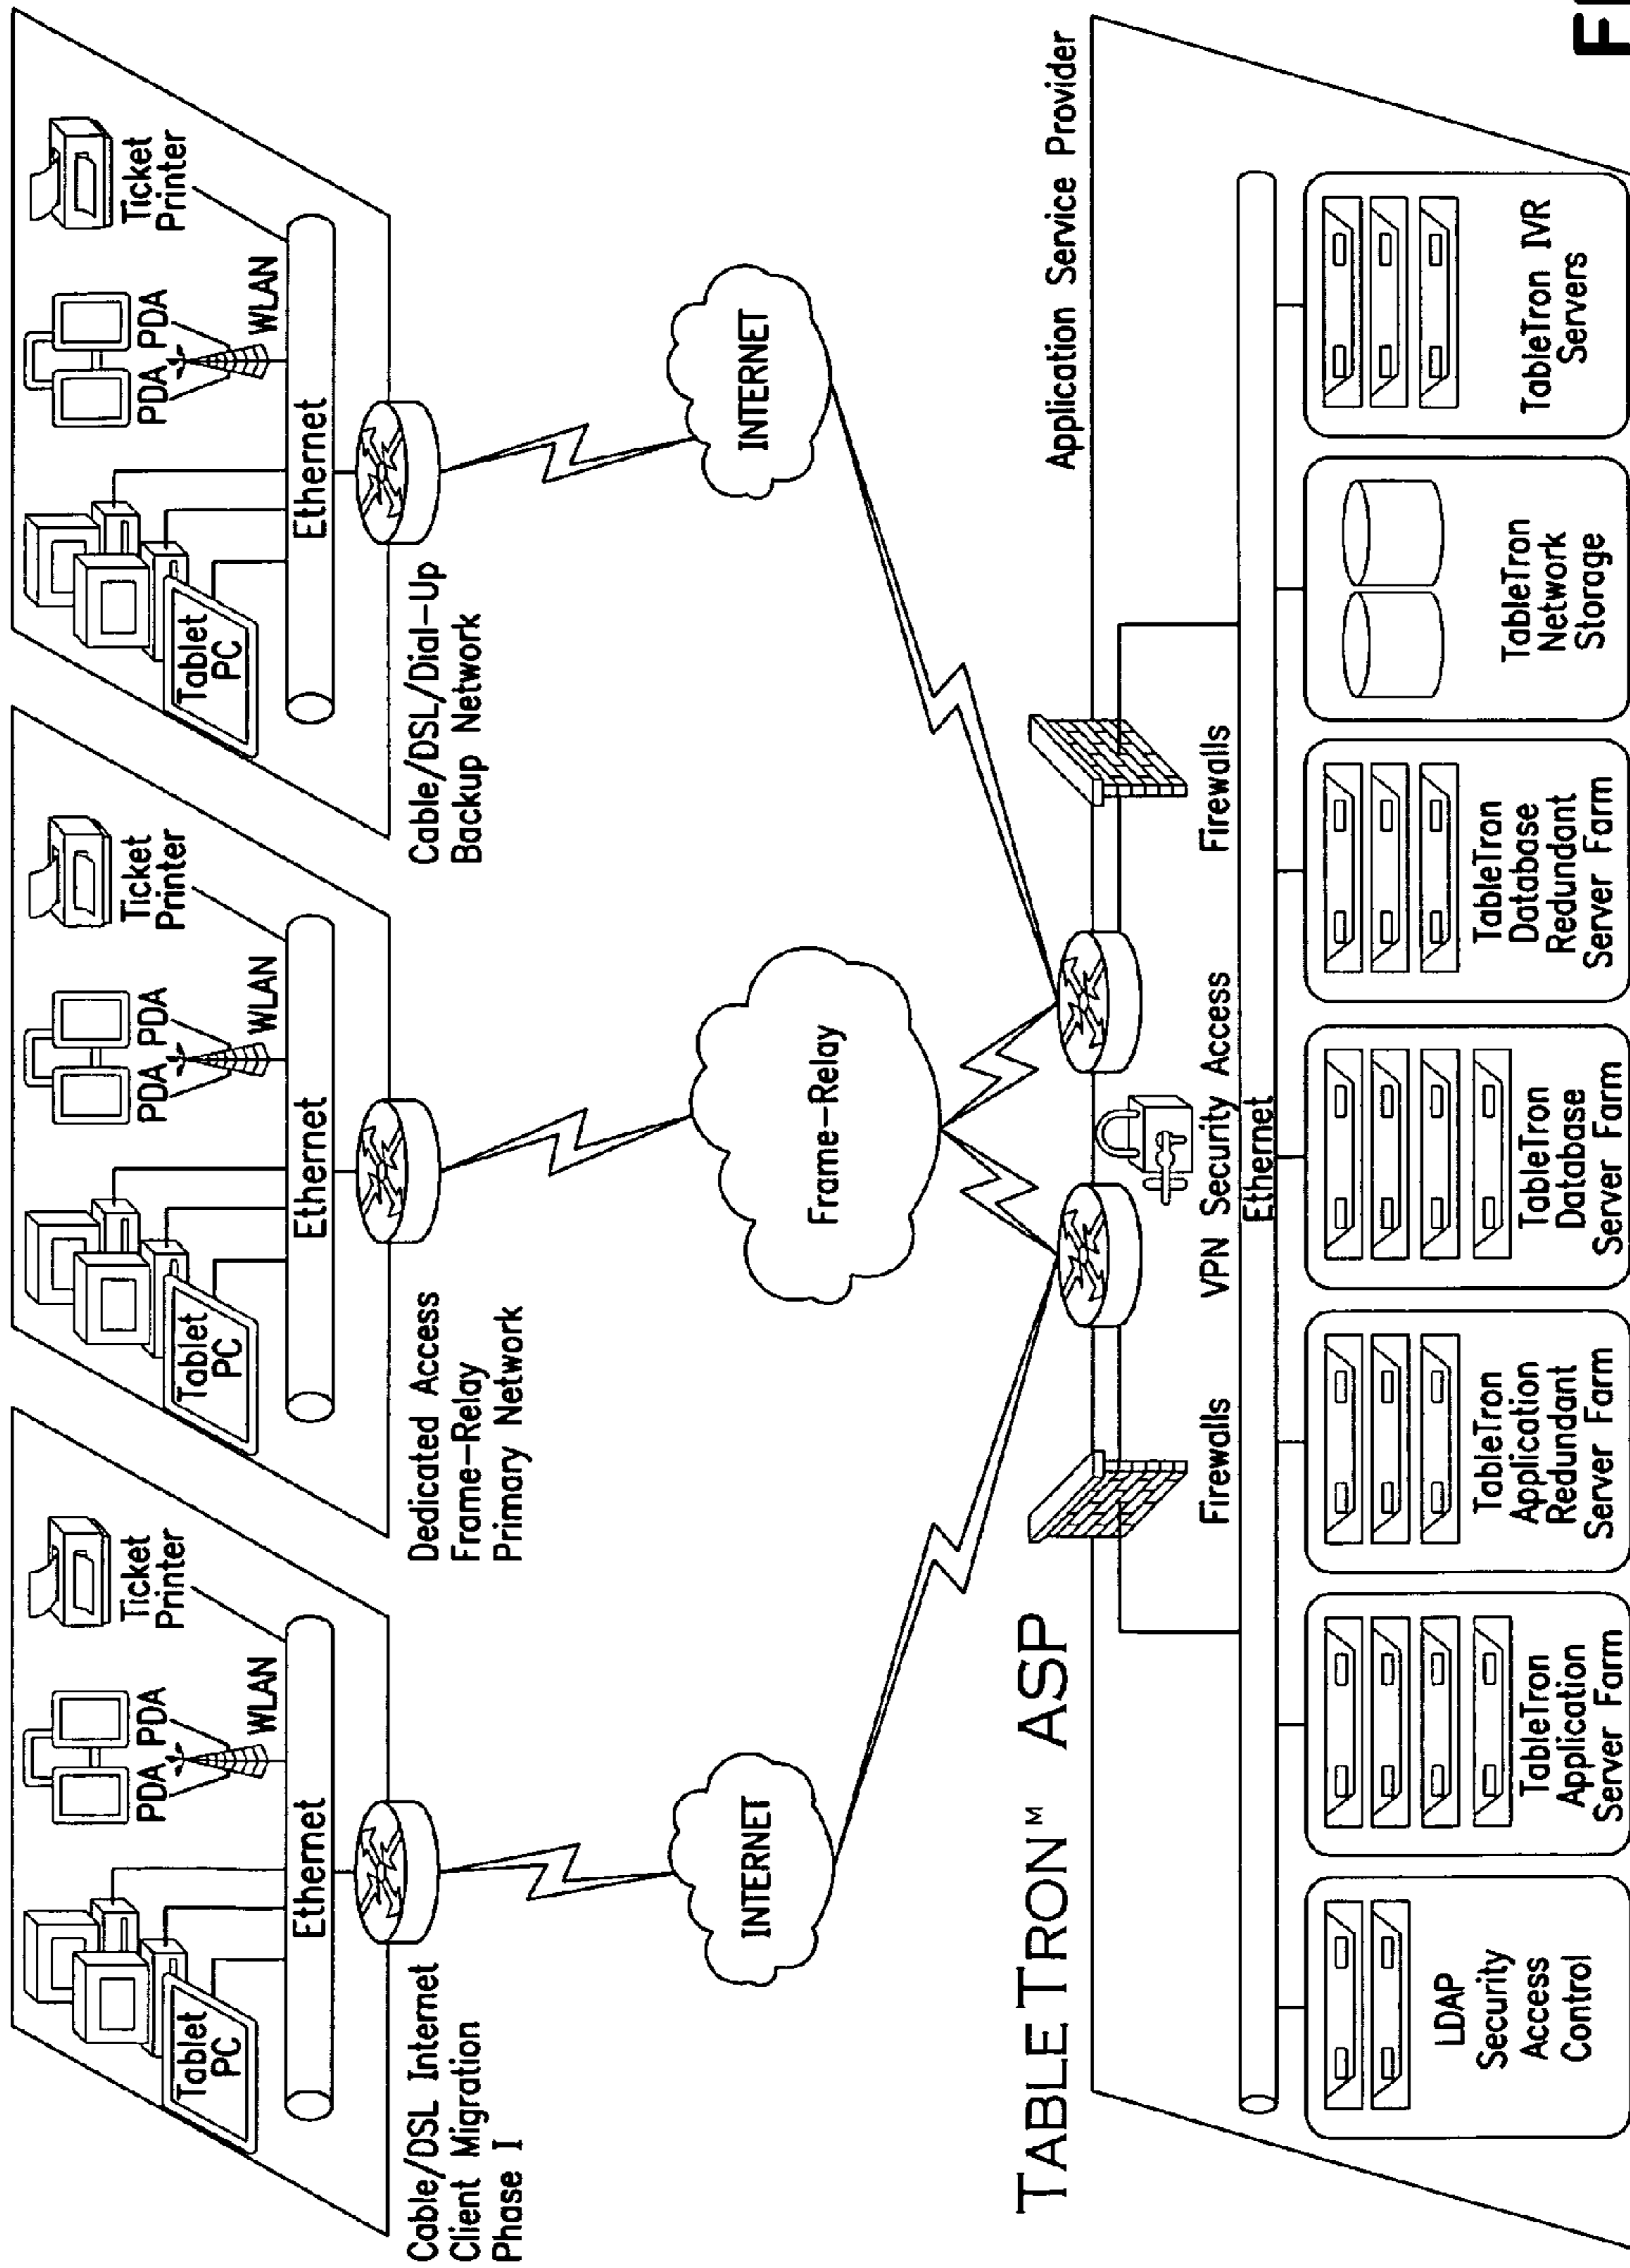 Tablet
PC
PDA
PDA
WLAN
Ticket
Printer
Ethernet
Cable/DSL Internet
Client Migration
Phase I
Tablet
PC
PDA
PDA
WLAN
Ticket
Printer
Ethernet
Dedicated Access
Frame-Relay
Primary Network
Tablet
PC
PDA
PDA
WLAN
Ticket
Printer
Ethernet
Cable/DSL/Dial-Up
Backup Network
INTERNET
Frame-Relay
INTERNET
TABLETRON™ ASP
Application Service Provider
Firewalls
VPN Security Access
Firewalls
Ethernet
LDAP
Security
Access
Control
TableTron
Application
Server Farm
TableTron
Application
Redundant
Server Farm
TableTron
Database
Server Farm
TableTron
Database
Redundant
Server Farm
TableTron
Network
Storage
TableTron IVR
Servers